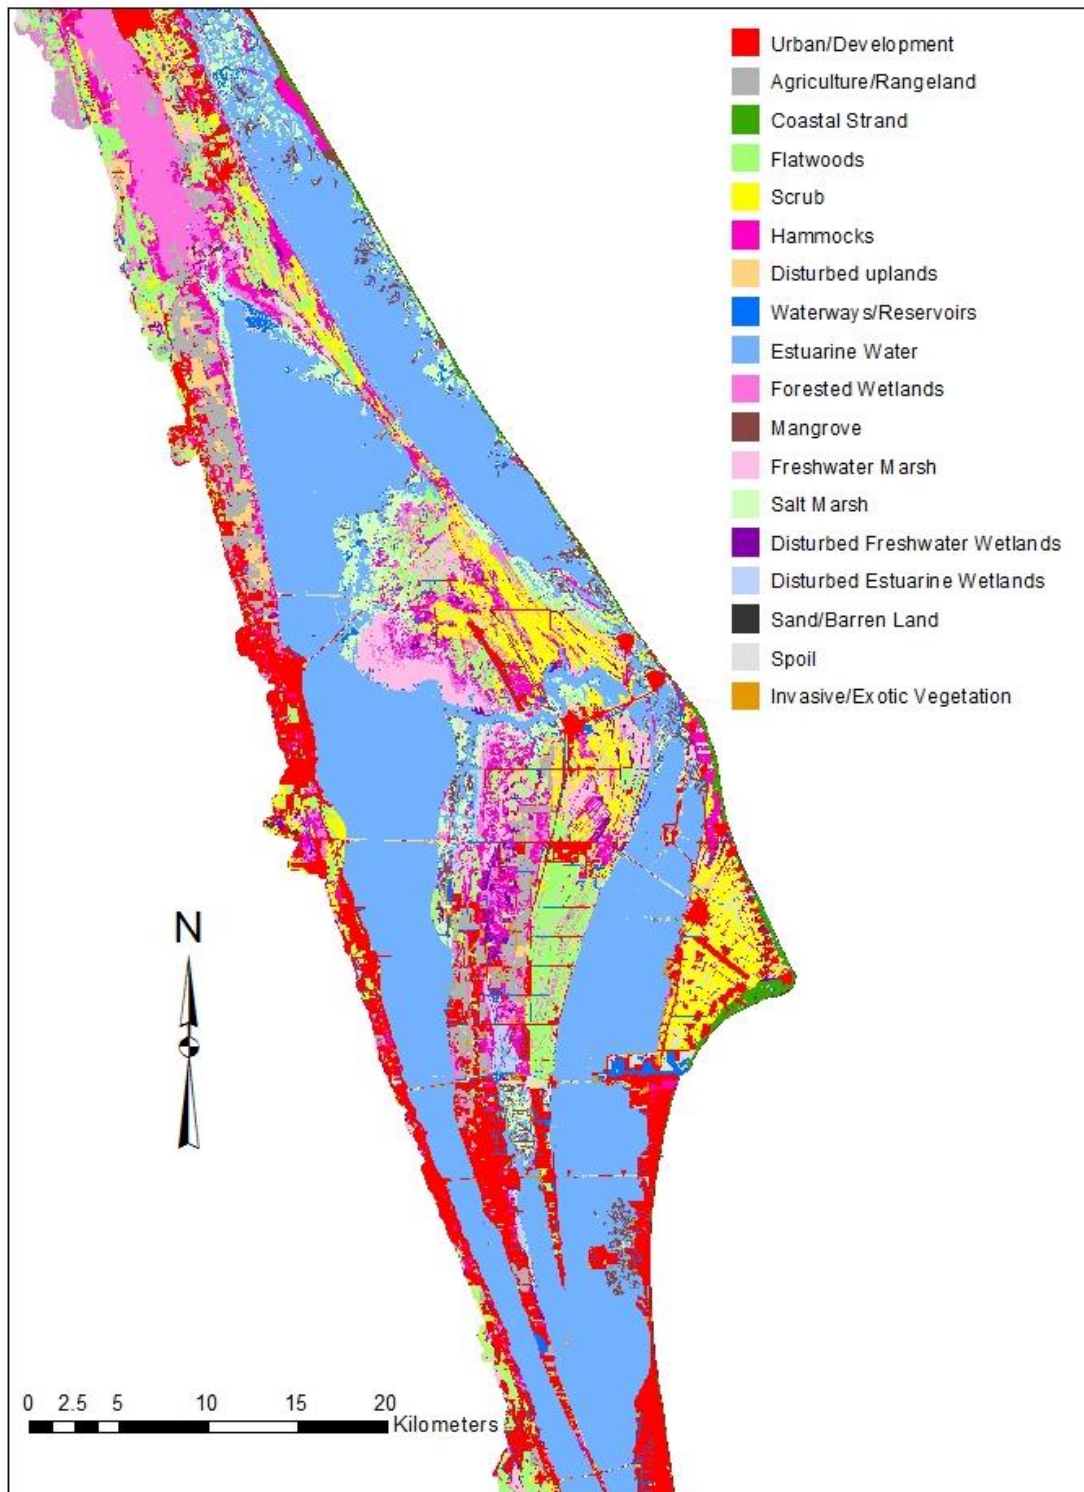 Urban/Development
Agriculture/Rangeland
Coastal Strand
Flatwoods
Scrub
Hammocks
Disturbed uplands
Waterways/Reservoirs
Estuarine Water
Forested Wetlands
Mangrove
Freshwater Marsh
Salt Marsh
Disturbed Freshwater Wetlands
Disturbed Estuarine Wetlands
Sand/Barren Land
Spoil
Invasive/Exotic Vegetation
N
0 2.5 5 10 15 20
Kilometers